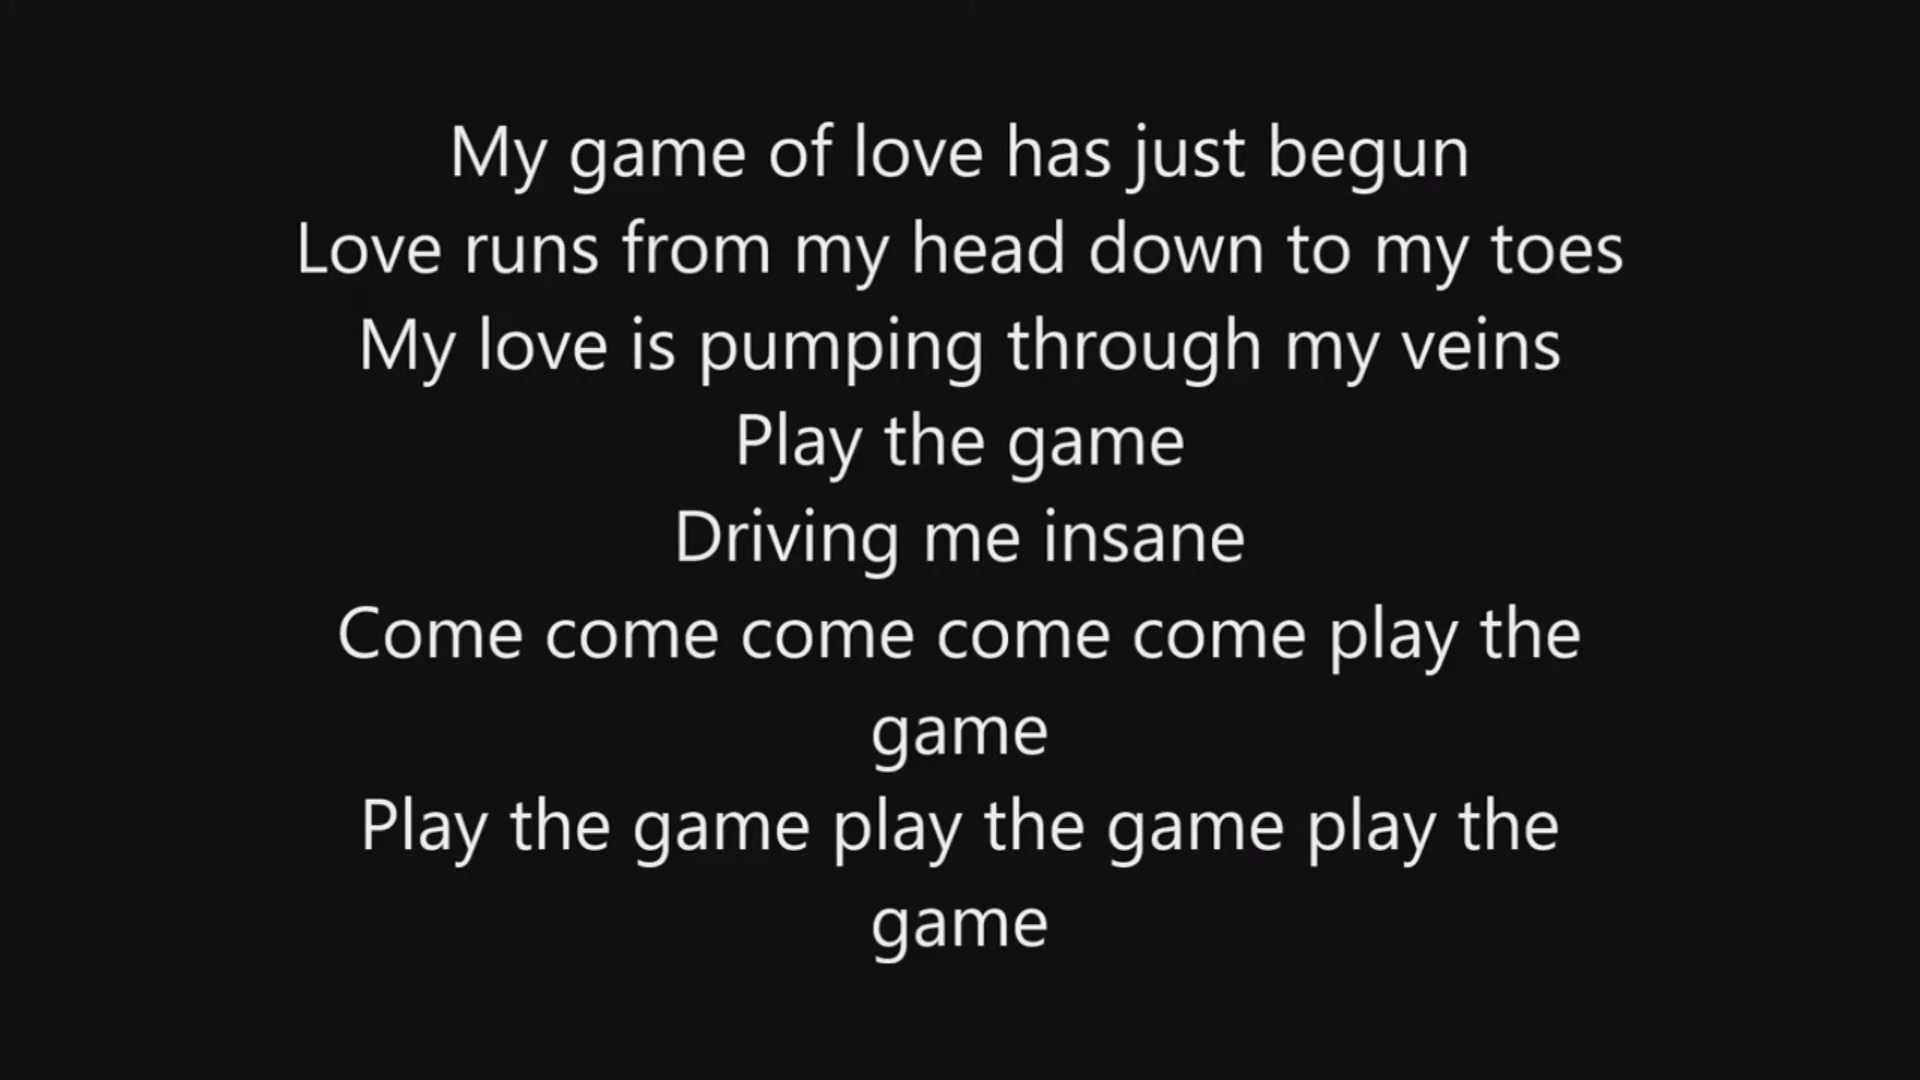 My game of love has just begun
Love runs from my head down to my toes
My love is pumping through my veins
Play the game
Driving me insane
Come come come come come play the
game
Play the game play the game play the
game